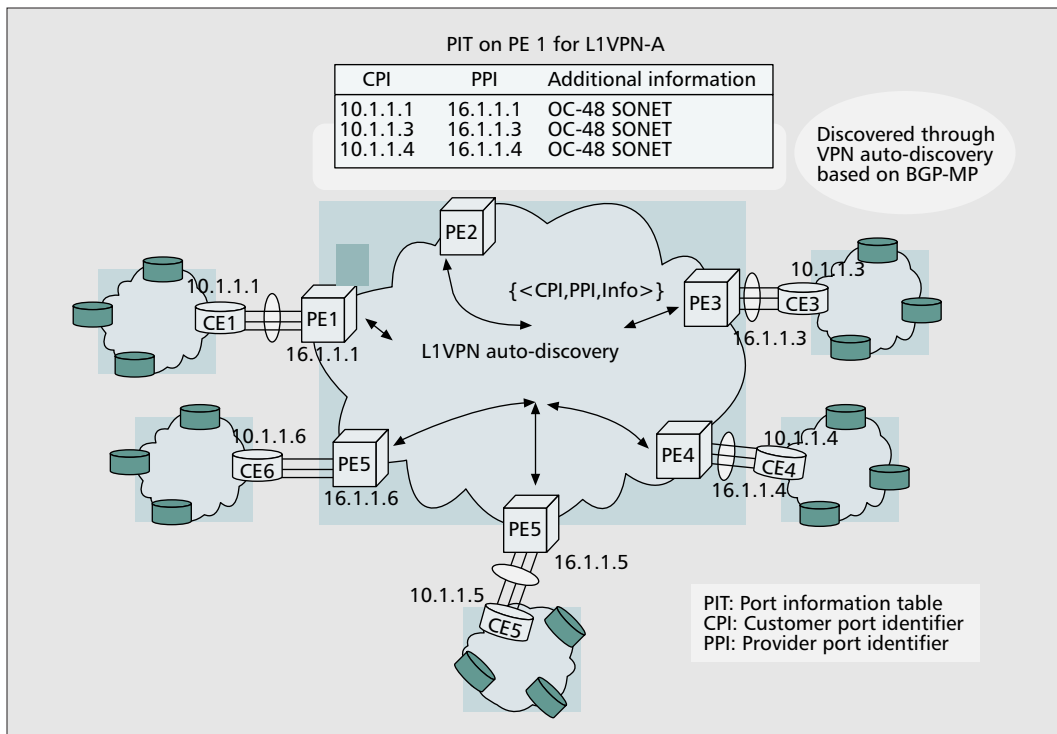 PIT on PE 1 for L1VPN-A
CPI PPI Additional information
10.1.1.1 16.1.1.1 OC-48 SONET
10.1.1.3 16.1.1.3 OC-48 SONET
10.1.1.4 16.1.1.4 OC-48 SONET
Discovered through
VPN auto-discovery
based on BGP-MP
PE2
10.1.1.1
CE1
PE1
16.1.1.1
{<CPI,PPI,Info>}
PE3
10.1.1.3
CE3
16.1.1.3
L1VPN auto-discovery
10.1.1.6
CE6
PE5
16.1.1.6
PE4
10.1.1.4
CE4
16.1.1.4
PE5
16.1.1.5
10.1.1.5
CE5
PIT: Port information table
CPI: Customer port identifier
PPI: Provider port identifier